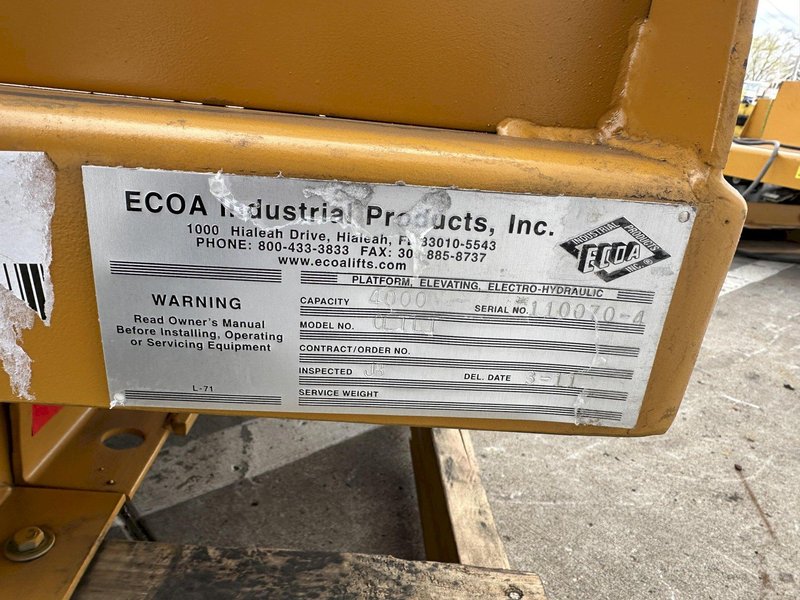 ECOA Industrial Products, Inc.
1000 Hialeah Drive, Hialeah, 33010-5543
PHONE: 800-433-3833 FAX: 30 885-8737
www.ecoalifts.com
INDUSTRIAL PRODUCTS
ECOA
INC.
®
PLATFORM, ELEVATING, ELECTRO-HYDRAULIC
CAPACITY 4000 SERIAL NO. 110070-4
WARNING
Read Owner's Manual
Before Installing, Operating
or Servicing Equipment
L-71
MODEL NO.
CONTRACT/ORDER NO.
INSPECTED DEL. DATE 3-11
SERVICE WEIGHT